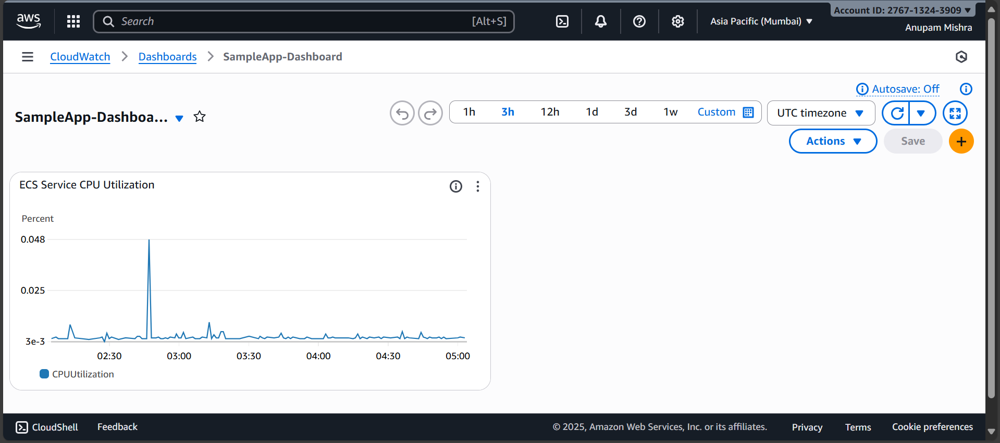 aws
Search
[Alt+S]
Asia Pacific (Mumbai)
Account ID: 2767-1324-3909
Anupam Mishra
CloudWatch
Dashboards
SampleApp-Dashboard
Autosave: Off
SampleApp-Dashboa...
1h
3h
12h
1d
3d
1w
Custom
UTC timezone
Actions
Save
ECS Service CPU Utilization
Percent
0.048
0.025
3e-3
02:30
03:00
03:30
04:00
04:30
05:00
CPUUtilization
CloudShell
Feedback
© 2025, Amazon Web Services, Inc. or its affiliates.
Privacy
Terms
Cookie preferences